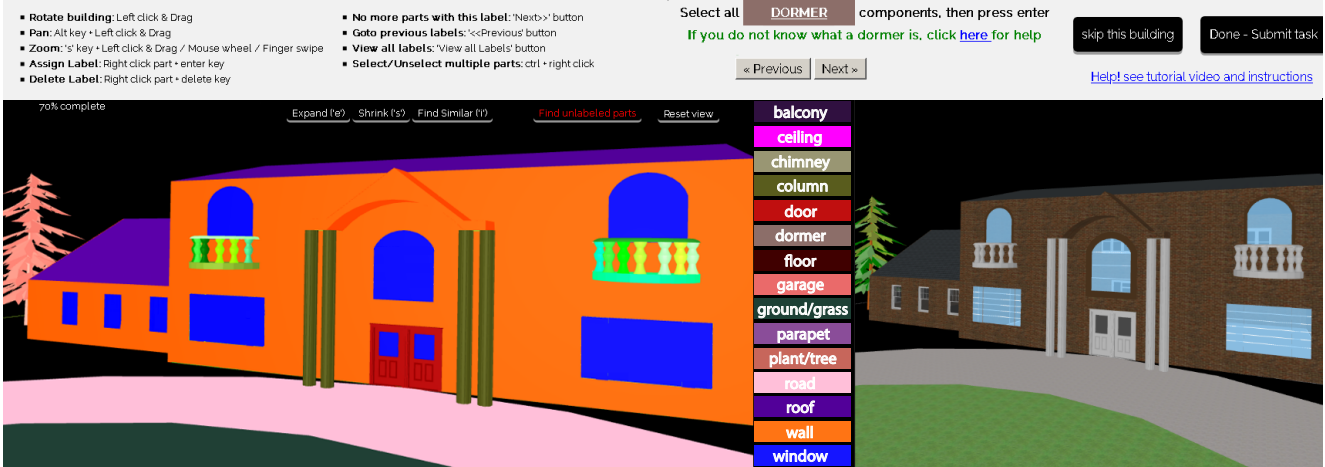 Rotate building: Left click & Drag
Pan: Alt key + Left click & Drag
Zoom: 's' key + Left click & Drag / Mouse wheel / Finger swipe
Assign Label: Right click part + enter key
Delete Label: Right click part + delete key
No more parts with this label: 'Next>>' button
Goto previous labels: '<<Previous' button
View all labels: 'View all Labels' button
Select/Unselect multiple parts: ctrl + right click
Select all DORMER components, then press enter
If you do not know what a dormer is, click here for help
« Previous
Next »
skip this building
Done - Submit task
Help! see tutorial video and instructions
70% complete
Expand ('e')
Shrink ('s')
Find Similar ('i')
Find unlabeled parts
Reset view
balcony
ceiling
chimney
column
door
dormer
floor
garage
ground/grass
parapet
plant/tree
road
roof
wall
window